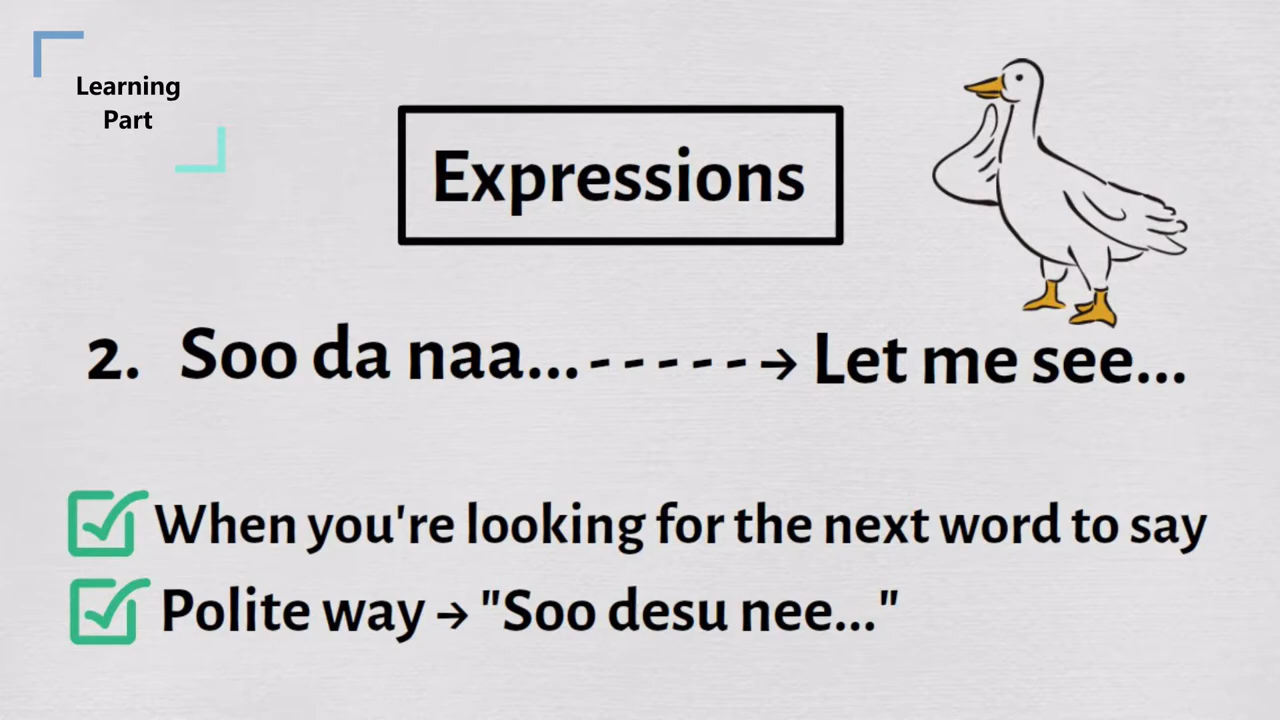 Learning
Part
Expressions
2. Soo da naa...-----→ Let me see...
When you're looking for the next word to say
Polite way → "Soo desu nee..."